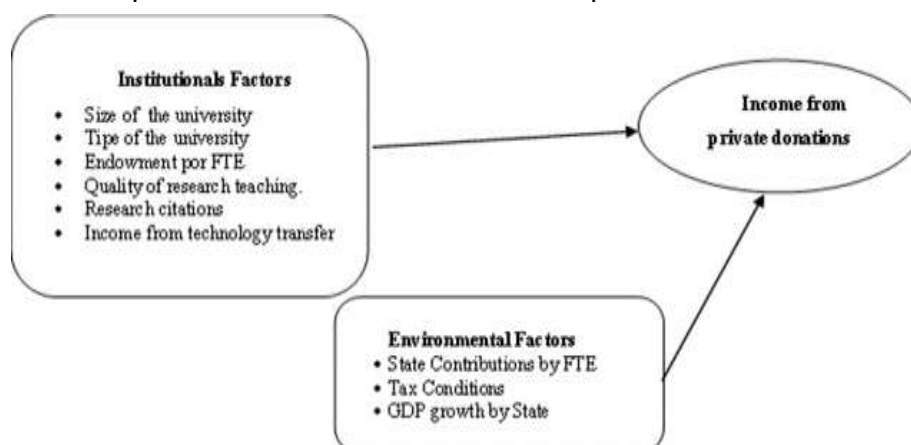 Institutionals Factors
• Size of the university
• Tipe of the university
• Endowment por FTE
• Quality of research teaching.
• Research citations
• Income from technology transfer
Income from
private donations
Environmental Factors
• State Contributions by FTE
• Tax Conditions
• GDP growth by State